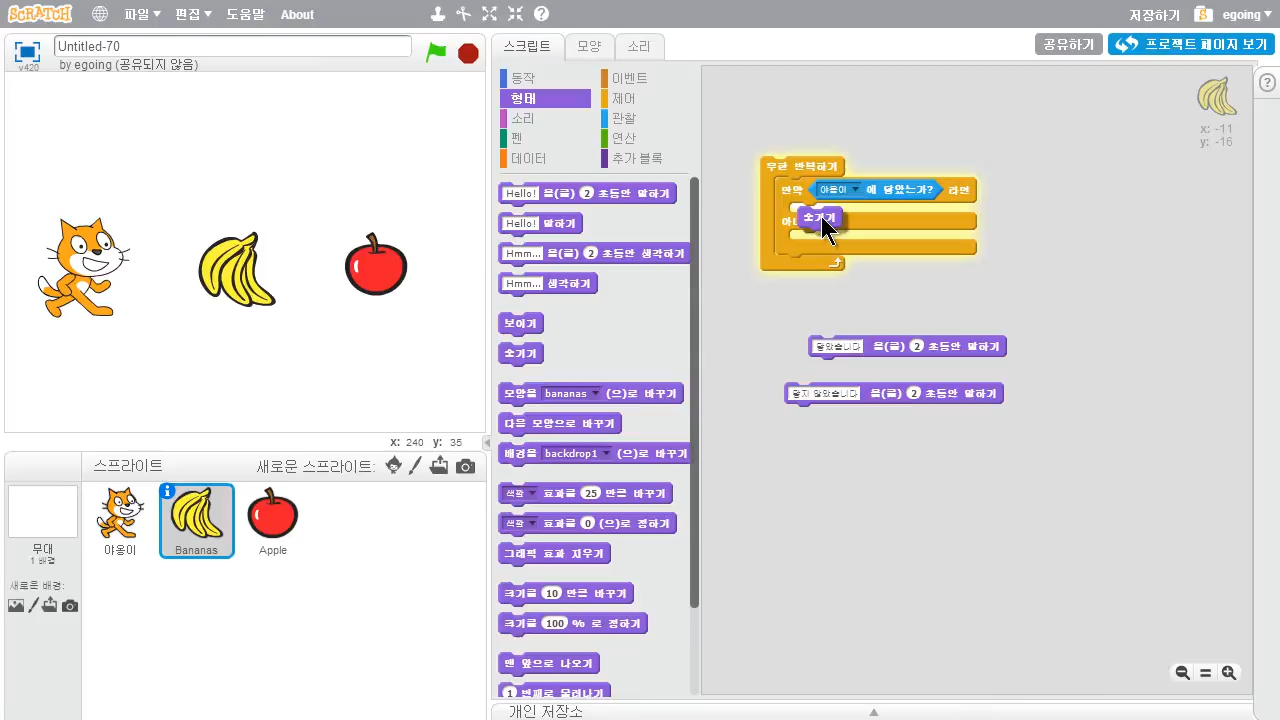 SCRATCH 파일 편집 도움말 About 저장하기 egoing
v420 Untitled-70
by egoing (공유되지 않음)
스크립트 모양 소리 공유하기 프로젝트 페이지 보기
동작 이벤트
형태 제어
소리 관찰
펜 연산
데이터 추가 블록
Hello! 을(를) 2 초동안 말하기
Hello! 말하기
Hmm... 을(를) 2 초동안 생각하기
Hmm... 생각하기
보이기
숨기기
모양을 bananas (으)로 바꾸기
다음 모양으로 바꾸기
배경을 backdrop1 (으)로 바꾸기
색깔 효과를 25 만큼 바꾸기
색깔 효과를 0 (으)로 정하기
그래픽 효과 지우기
크기를 10 만큼 바꾸기
크기를 100 % 로 정하기
맨 앞으로 나오기
1 번째로 물러나기
x: -11
y: -16
무한 반복하기
만약 야옹이 에 닿았는가? 라면
숨기기
닿았습니다 을(를) 2 초동안 말하기
닿지 않았습니다 을(를) 2 초동안 말하기
x: 240 y: 35
스프라이트 새로운 스프라이트:
무대
1 배경
새로운 배경:
야옹이 Bananas Apple
개인 저장소